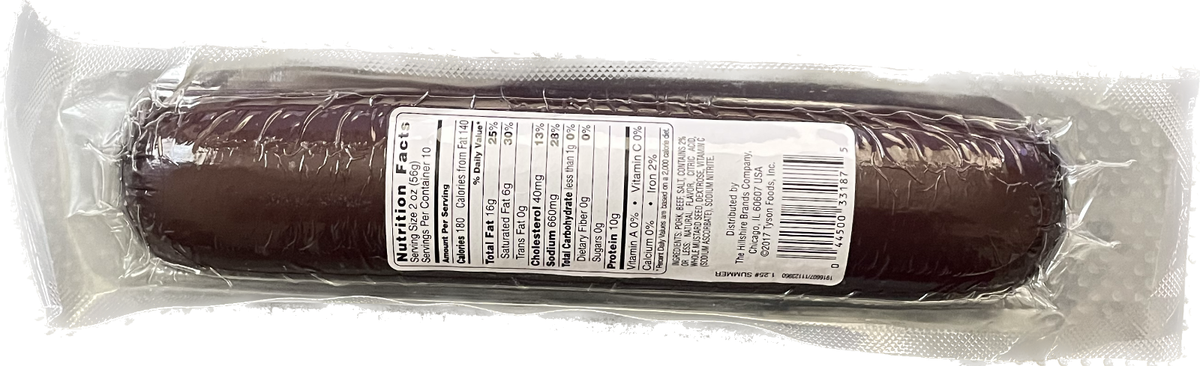 Nutrition Facts
Serving Size 2 oz (56g)
Servings Per Container 10
Amount Per Serving
Calories 180 Calories from Fat 140
% Daily Value*
Total Fat 16g 25%
Saturated Fat 6g 30%
Trans Fat 0g
Cholesterol 40mg 13%
Sodium 660mg 28%
Total Carbohydrate less than 1g 0%
Dietary Fiber 0g 0%
Sugars 0g
Protein 10g
Vitamin A 0% • Vitamin C 0%
Calcium 0% • Iron 2%
*Percent Daily Values are based on a 2,000 calorie diet.
INGREDIENTS: PORK, BEEF, SALT, CONTAINS 2%
OR LESS: NATURAL FLAVOR, CITRIC ACID,
WHOLE MUSTARD SEED, DEXTROSE, VITAMIN C
(SODIUM ASCORBATE), SODIUM NITRITE.
Distributed by
The Hillshire Brands Company,
Chicago, IL 60607 USA
©2017 Tyson Foods, Inc.
0 44500 33187 5
1.25# SUMMER